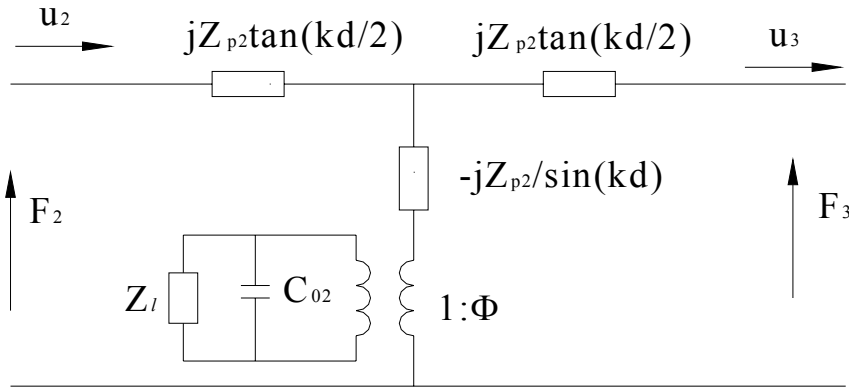 u₂
jZp₂tan(kd/2)
jZp₂tan(kd/2)
u₃
-jZp₂/sin(kd)
F₂
F₃
Zl
C₀₂
1:Φ